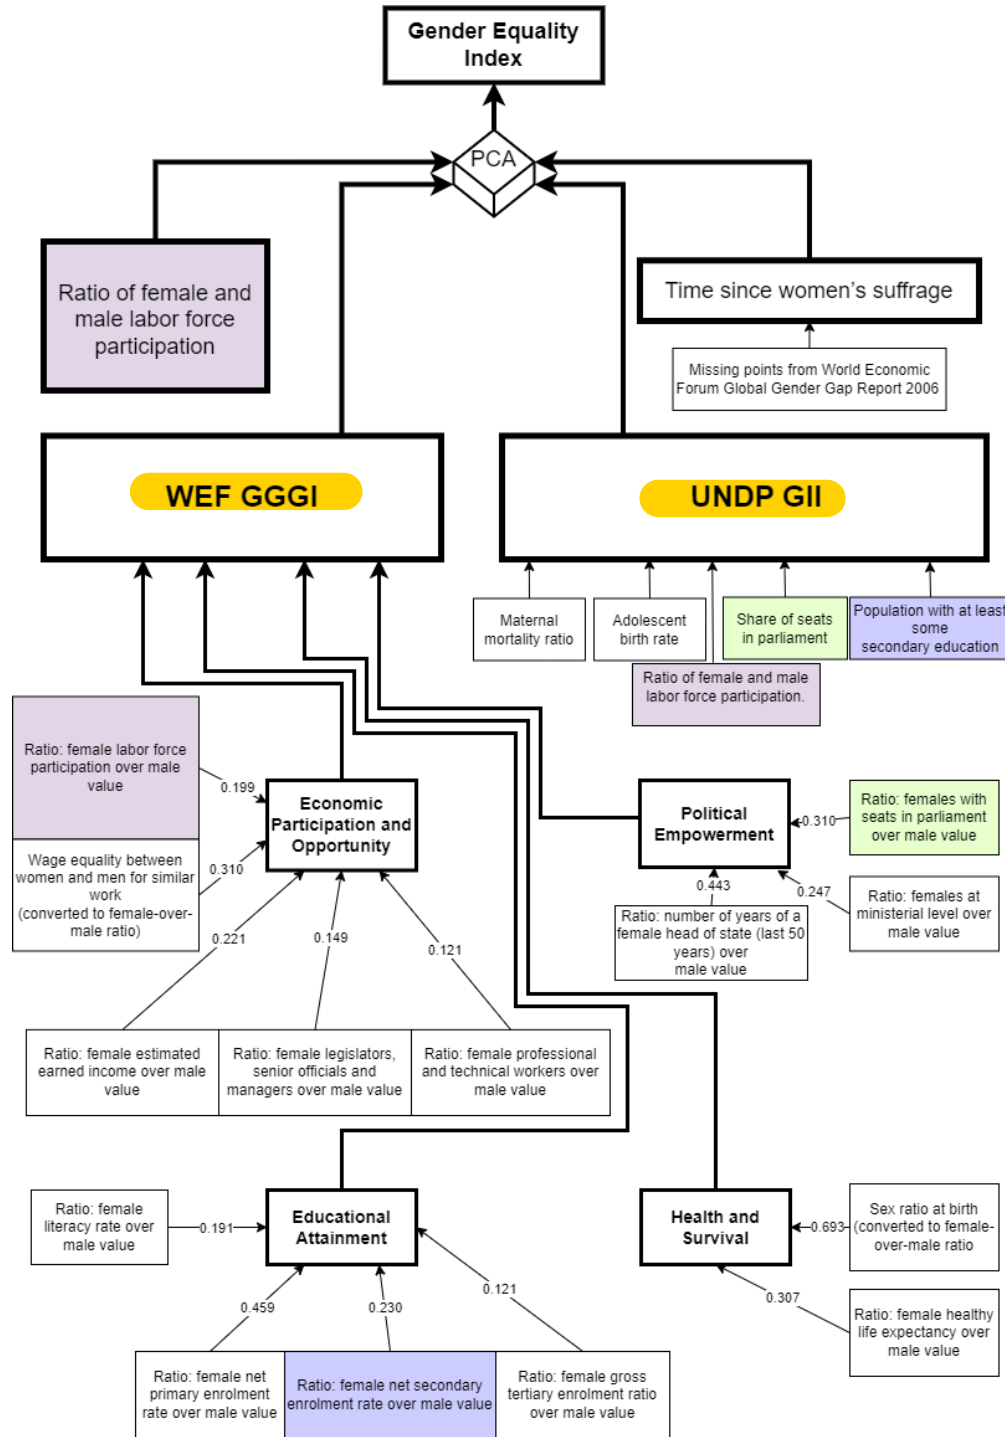 Gender Equality
Index
PCA
Ratio of female and
male labor force
participation
Time since women's suffrage
Missing points from World Economic
Forum Global Gender Gap Report 2006
WEF GGGI
UNDP GII
Maternal
mortality ratio
Adolescent
birth rate
Share of seats
in parliament
Population with at least
some
secondary education
Ratio of female and male
labor force participation.
Ratio: female labor force
participation over male
value
0.199
Economic
Participation and
Opportunity
Political
Empowerment
0.310
Ratio: females with
seats in parliament
over male value
Wage equality between
women and men for similar
work
(converted to female-over-
male ratio)
0.310
0.221
0.149
0.121
0.443
0.247
Ratio: number of years of a
female head of state (last 50
years) over
male value
Ratio: females at
ministerial level over
male value
Ratio: female estimated
earned income over male
value
Ratio: female legislators,
senior officials and
managers over male value
Ratio: female professional
and technical workers over
male value
Ratio: female
literacy rate over
male value
0.191
Educational
Attainment
Health and
Survival
0.693
Sex ratio at birth
(converted to female-
over-male ratio
0.459
0.230
0.121
0.307
Ratio: female healthy
life expectancy over
male value
Ratio: female net
primary enrolment
rate over male value
Ratio: female net secondary
enrolment rate over male value
Ratio: female gross
tertiary enrolment ratio
over male value